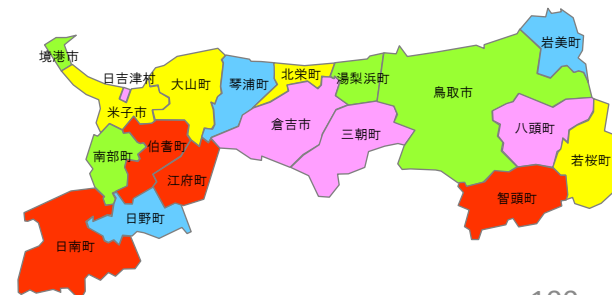 岩美町
境港市
日吉津村
大山町
琴浦町
北栄町
湯梨浜町
鳥取市
米子市
倉吉市
三朝町
八頭町
伯耆町
南部町
若桜町
江府町
智頭町
日野町
日南町